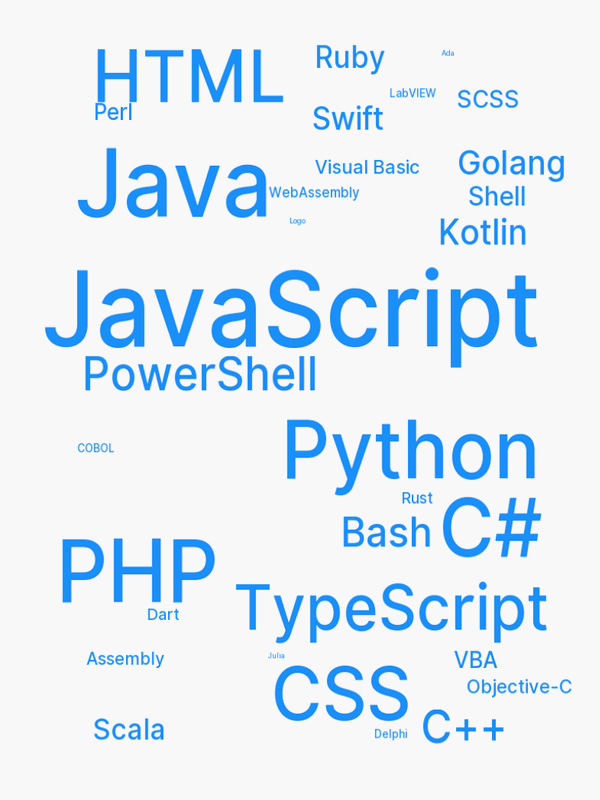 HTML
Ruby
Ada
LabVIEW
SCSS
Perl
Swift
Java
Visual Basic
Golang
WebAssembly
Shell
Logo
Kotlin
JavaScript
PowerShell
Python
COBOL
Rust
C#
Bash
PHP
TypeScript
Dart
Assembly
Julia
VBA
Objective-C
CSS
C++
Scala
Delphi